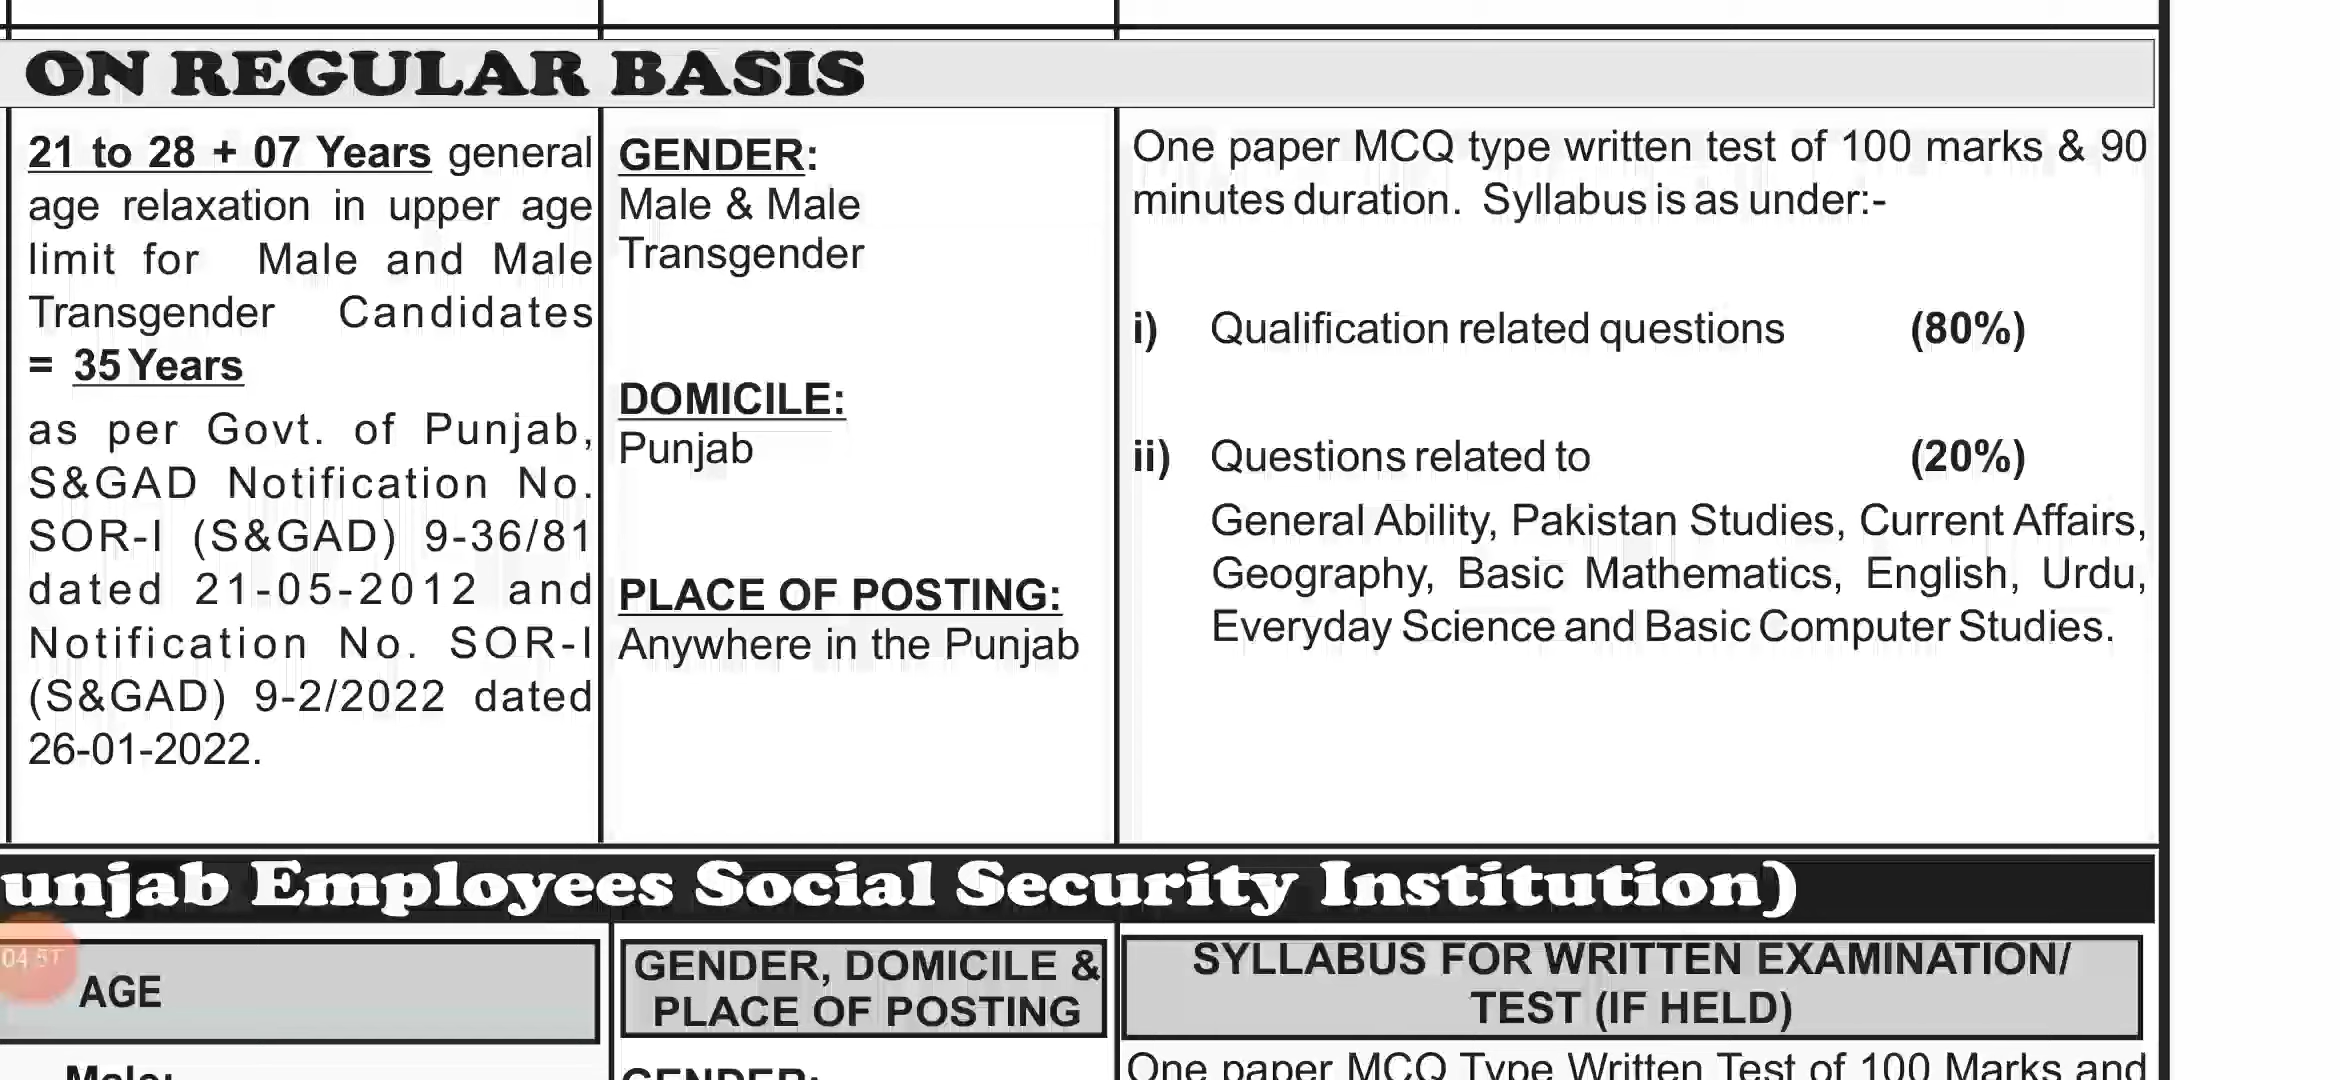 ON REGULAR BASIS
21 to 28 + 07 Years general
age relaxation in upper age
limit for Male and Male
Transgender Candidates
= 35 Years
as per Govt. of Punjab,
S&GAD Notification No.
SOR-I (S&GAD) 9-36/81
dated 21-05-2012 and
Notification No. SOR-I
(S&GAD) 9-2/2022 dated
26-01-2022.
GENDER:
Male & Male
Transgender
DOMICILE:
Punjab
PLACE OF POSTING:
Anywhere in the Punjab
One paper MCQ type written test of 100 marks & 90
minutes duration. Syllabus is as under:-
i) Qualification related questions (80%)
ii) Questions related to (20%)
General Ability, Pakistan Studies, Current Affairs,
Geography, Basic Mathematics, English, Urdu,
Everyday Science and Basic Computer Studies.
unjab Employees Social Security Institution)
04:51
AGE
GENDER, DOMICILE &
PLACE OF POSTING
SYLLABUS FOR WRITTEN EXAMINATION/
TEST (IF HELD)
Male:
GENDER:
One paper MCQ Type Written Test of 100 Marks and